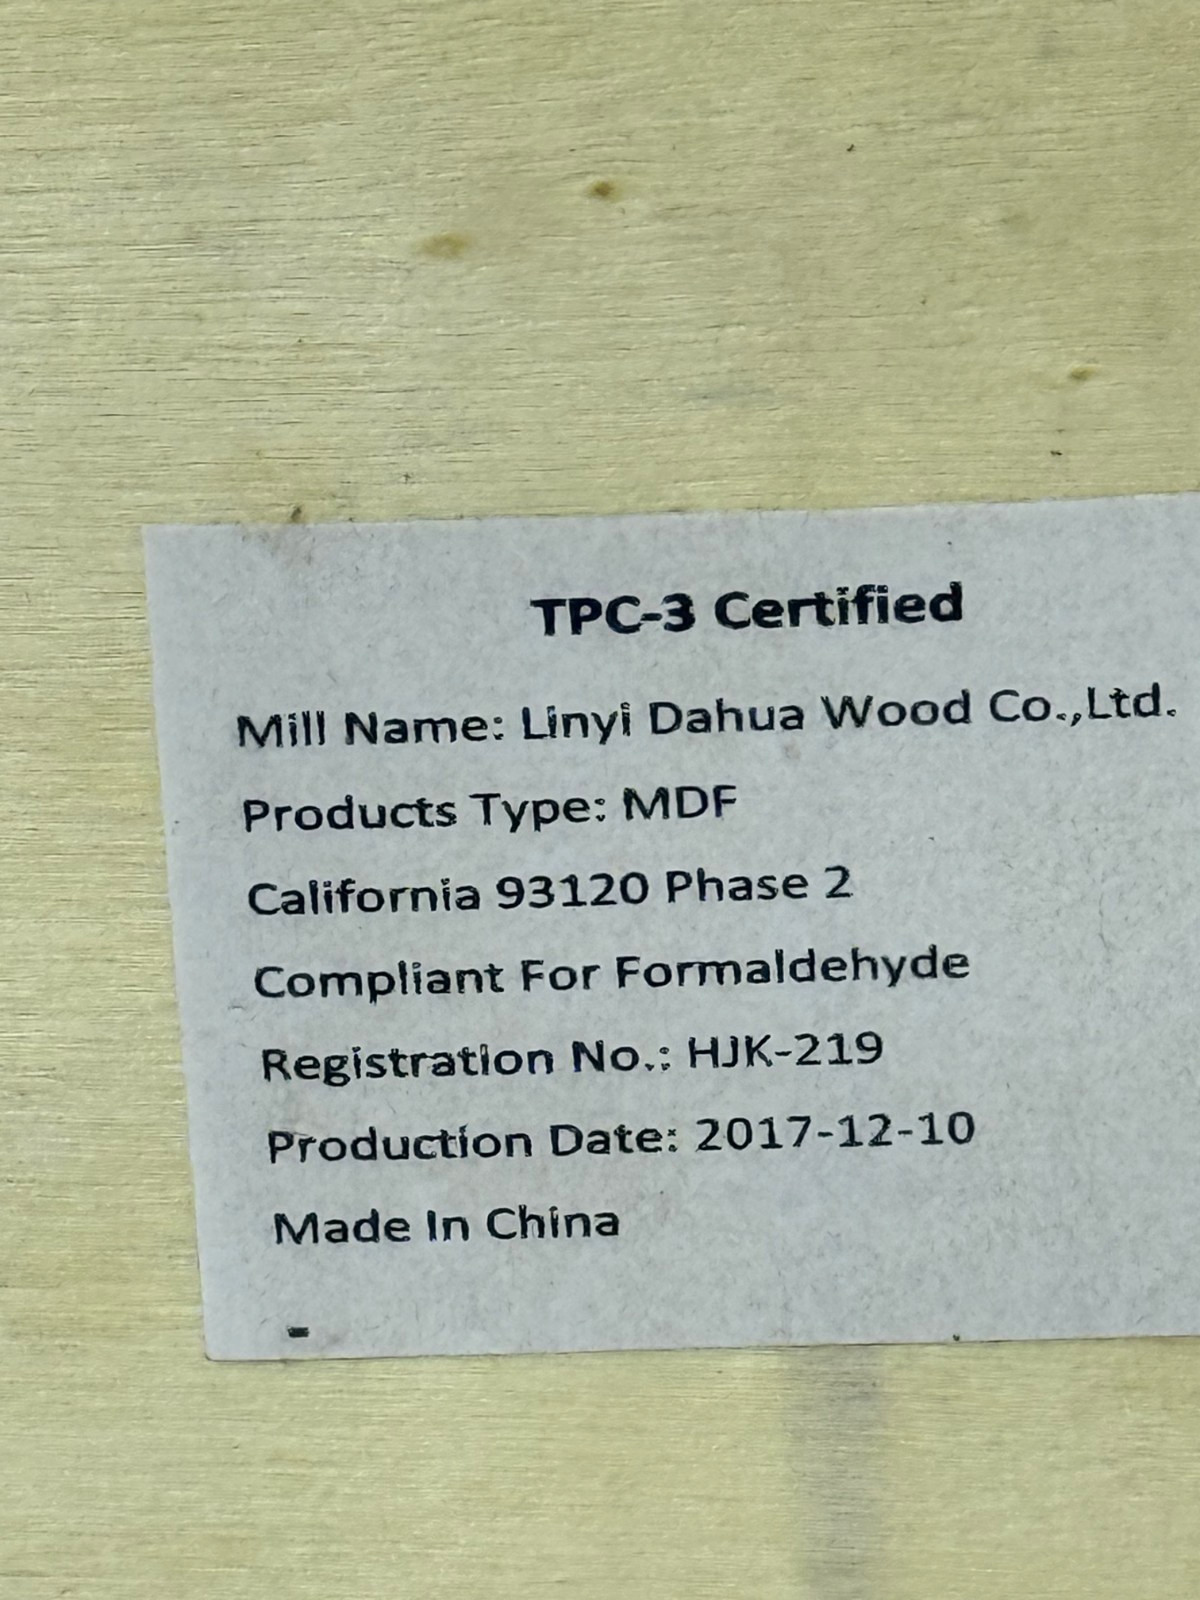 TPC-3 Certified
Mill Name: Linyi Dahua Wood Co.,Ltd.
Products Type: MDF
California 93120 Phase 2
Compliant For Formaldehyde
Registration No.: HJK-219
Production Date: 2017-12-10
Made In China